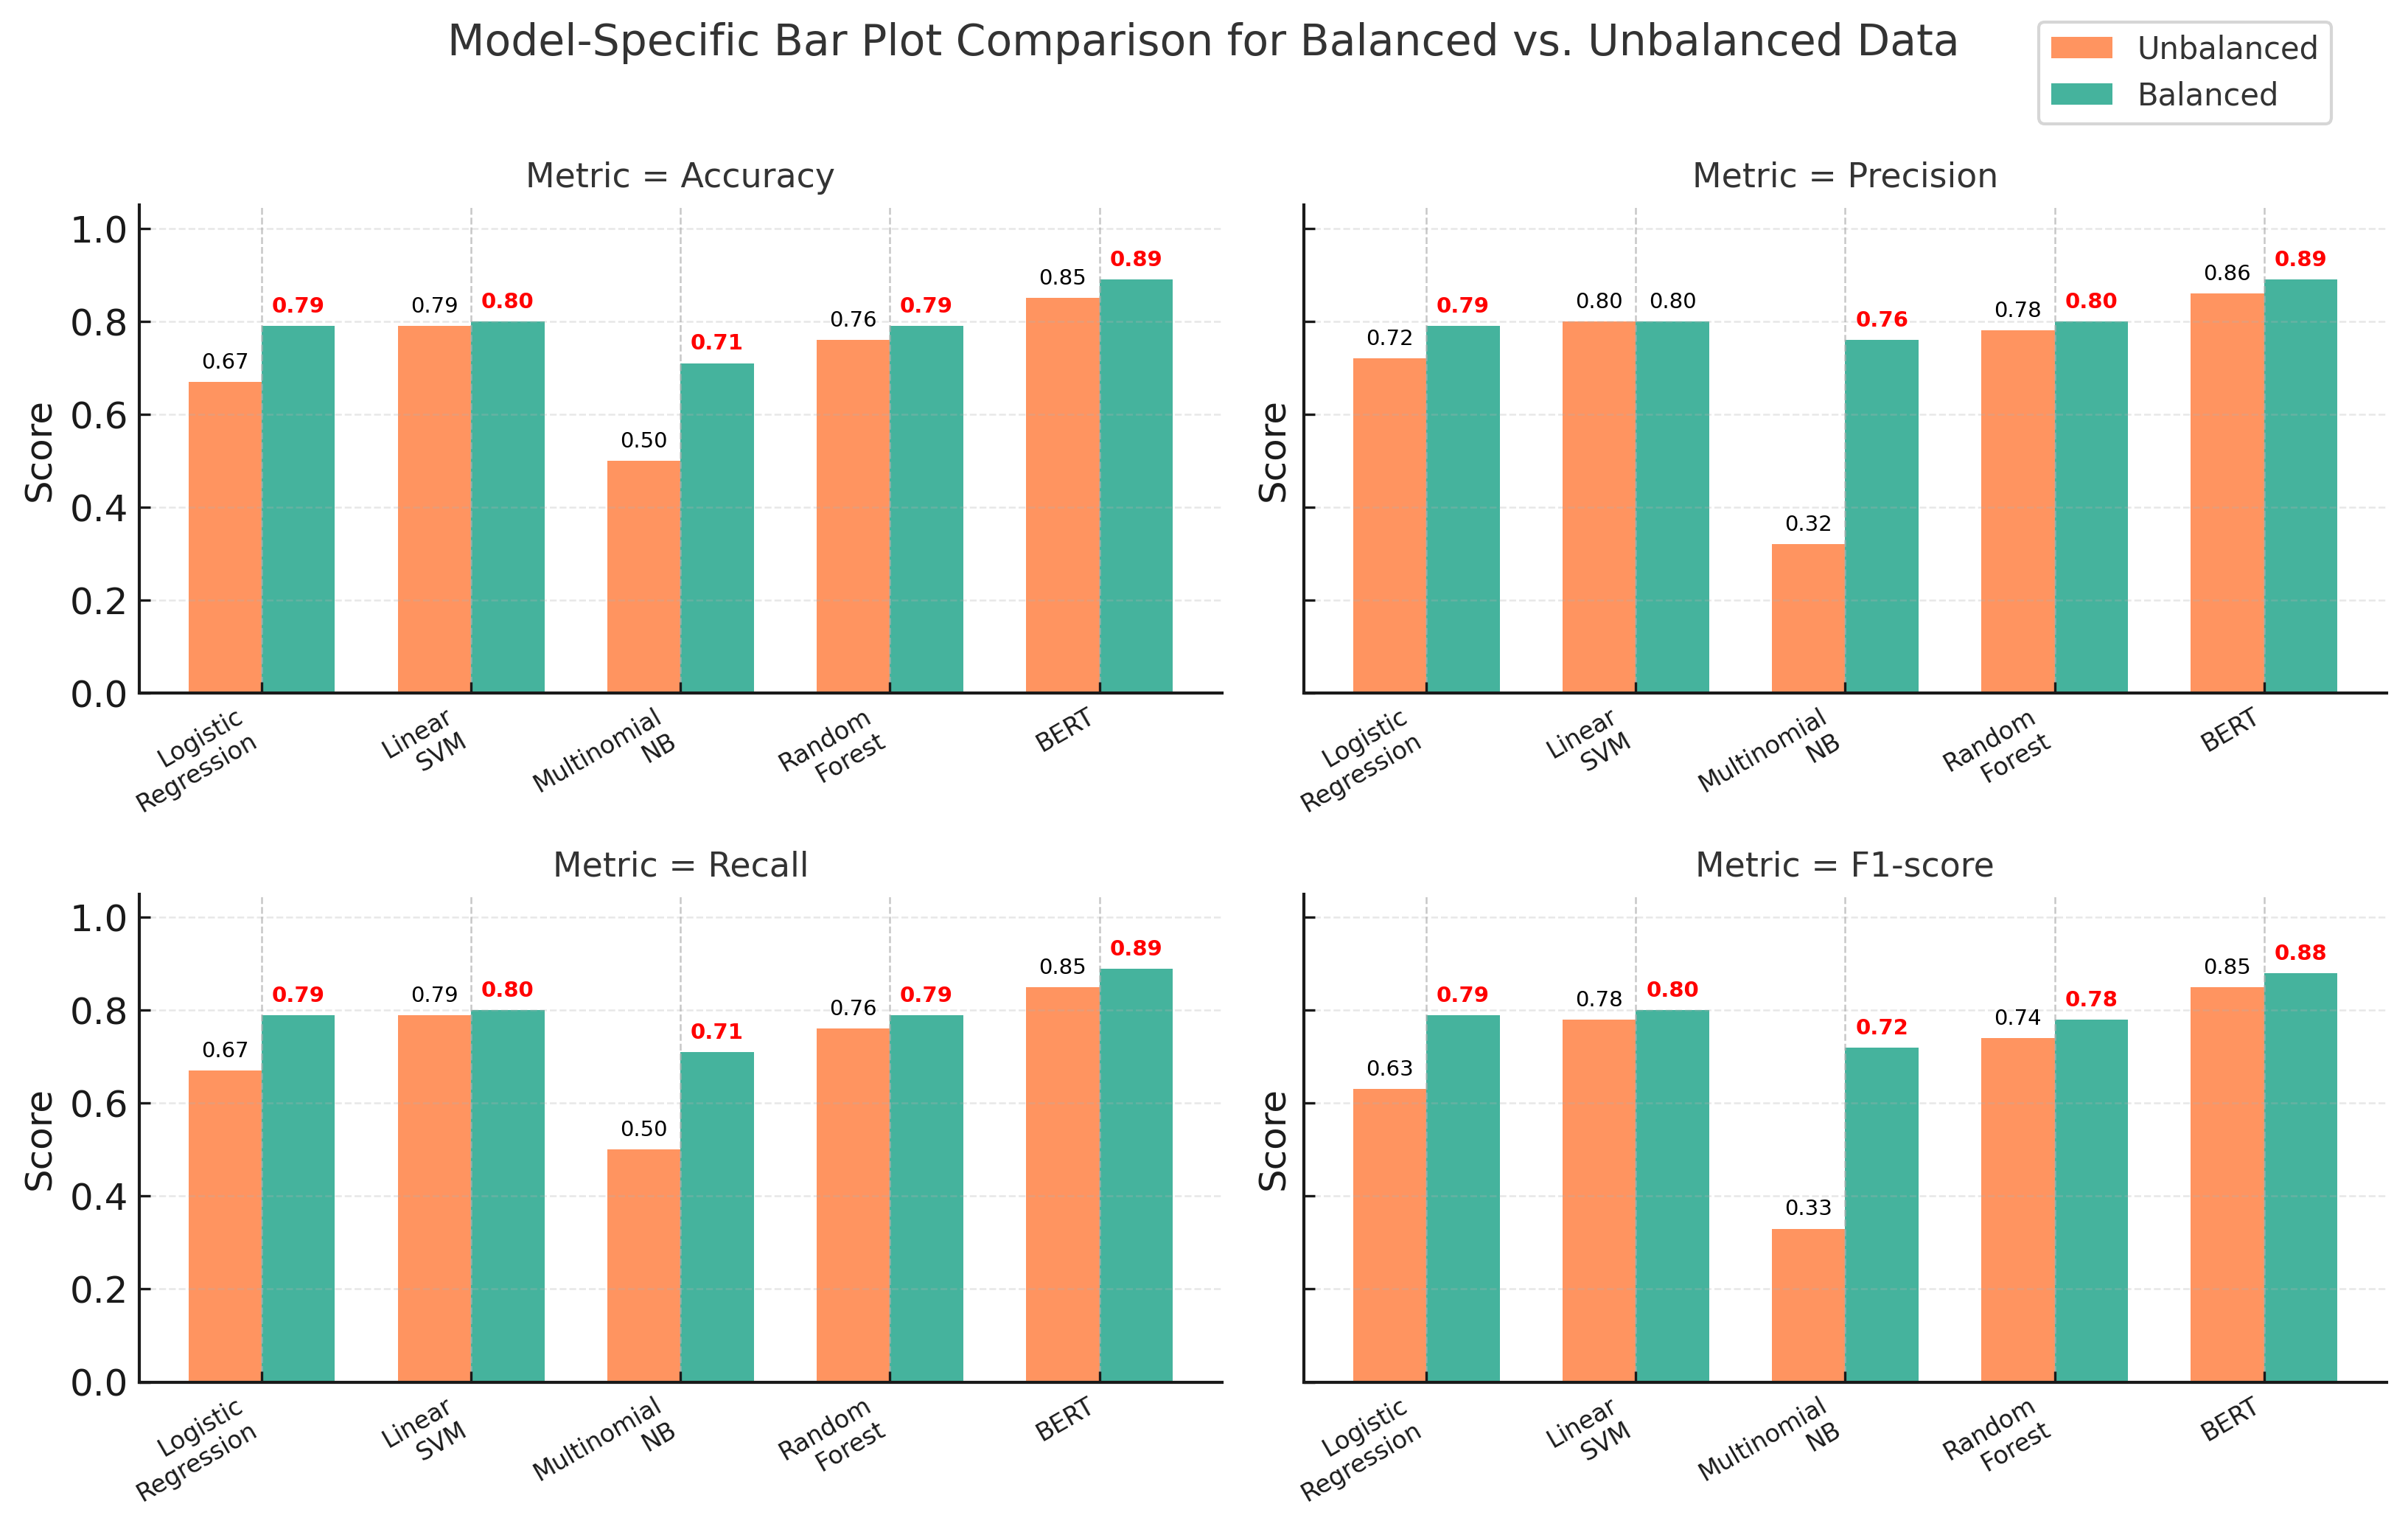 Model-Specific Bar Plot Comparison for Balanced vs. Unbalanced Data
Unbalanced
Balanced
Metric = Accuracy
Score
1.0
0.8
0.6
0.4
0.2
0.0
0.67
0.79
0.79
0.80
0.50
0.71
0.76
0.79
0.85
0.89
Logistic
Regression
Linear
SVM
Multinomial
NB
Random
Forest
BERT
Metric = Precision
Score
0.72
0.79
0.80
0.80
0.32
0.76
0.78
0.80
0.86
0.89
Logistic
Regression
Linear
SVM
Multinomial
NB
Random
Forest
BERT
Metric = Recall
Score
1.0
0.8
0.6
0.4
0.2
0.0
0.67
0.79
0.79
0.80
0.50
0.71
0.76
0.79
0.85
0.89
Logistic
Regression
Linear
SVM
Multinomial
NB
Random
Forest
BERT
Metric = F1-score
Score
0.63
0.79
0.78
0.80
0.33
0.72
0.74
0.78
0.85
0.88
Logistic
Regression
Linear
SVM
Multinomial
NB
Random
Forest
BERT